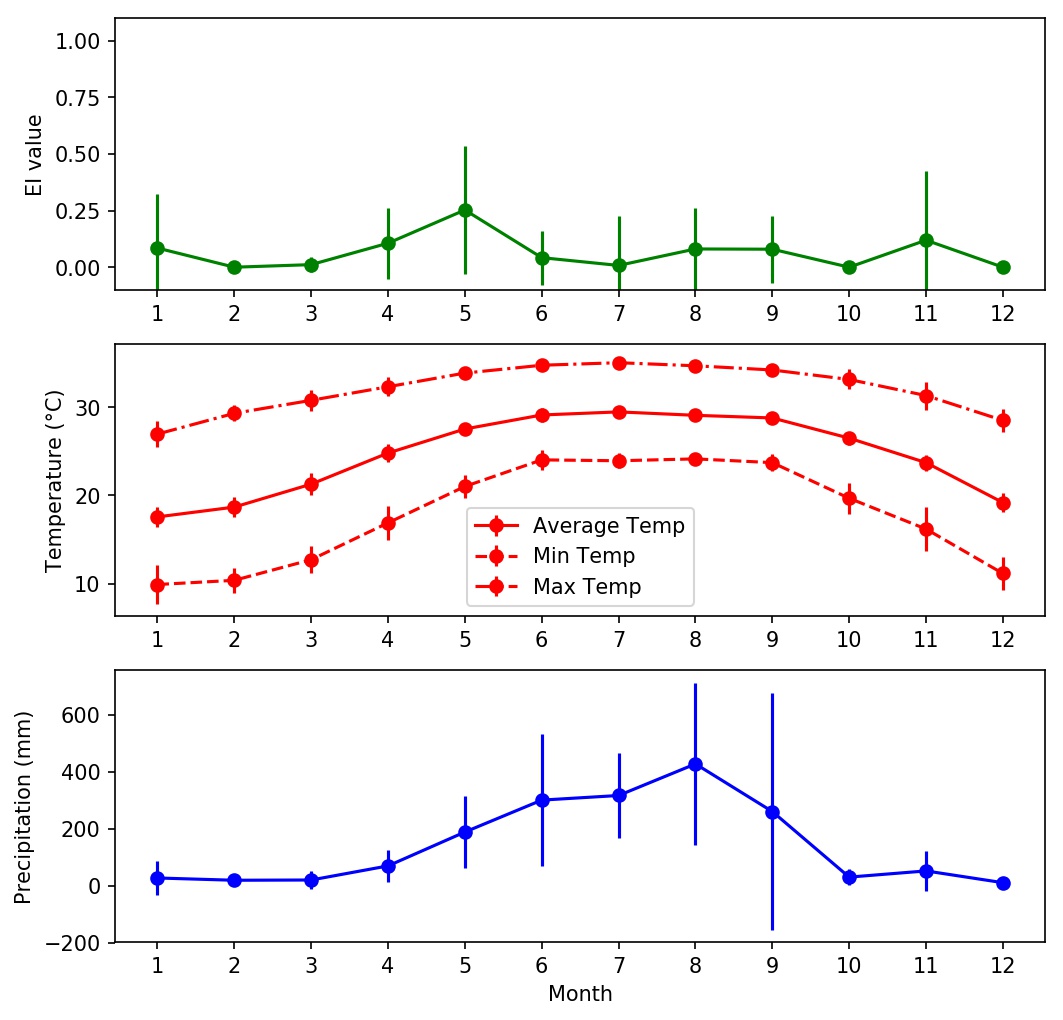 EI value
1.00
0.75
0.50
0.25
0.00
1 2 3 4 5 6 7 8 9 10 11 12
Temperature (°C)
30
20
10
Average Temp
Min Temp
Max Temp
1 2 3 4 5 6 7 8 9 10 11 12
Precipitation (mm)
600
400
200
0
−200
1 2 3 4 5 6 7 8 9 10 11 12
Month